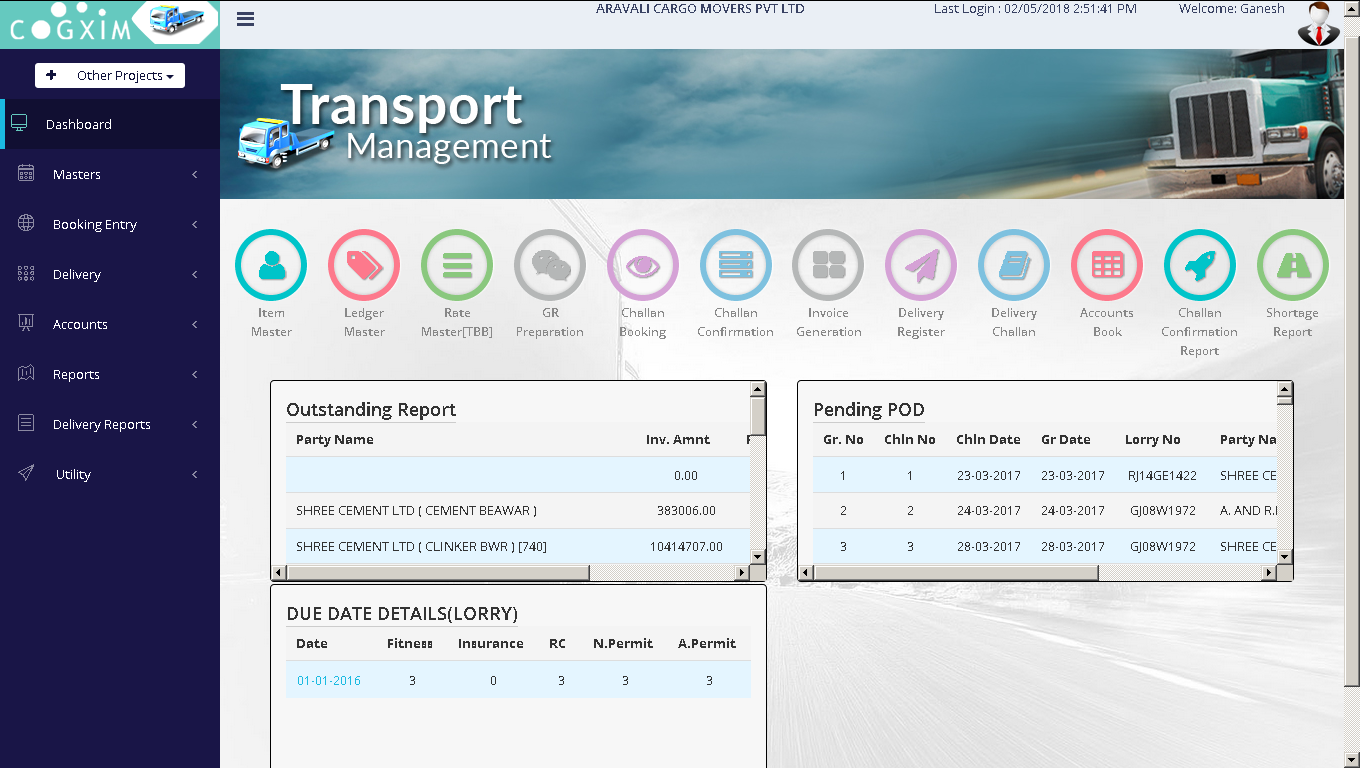 COGXIM
ARAVALI CARGO MOVERS PVT LTD Last Login : 02/05/2018 2:51:41 PM Welcome: Ganesh
Other Projects
Dashboard
Masters
Booking Entry
Delivery
Accounts
Reports
Delivery Reports
Utility
Transport
Management
Item Master
Ledger Master
Rate Master[TBB]
GR Preparation
Challan Booking
Challan Confirmation
Invoice Generation
Delivery Register
Delivery Challan
Accounts Book
Challan Confirmation Report
Shortage Report
Outstanding Report
Party Name Inv. Amnt
0.00
SHREE CEMENT LTD ( CEMENT BEAWAR ) 383006.00
SHREE CEMENT LTD ( CLINKER BWR ) [740] 10414707.00
Pending POD
Gr. No Chln No Chln Date Gr Date Lorry No Party Na
1 1 23-03-2017 23-03-2017 RJ14GE1422 SHREE CE
2 2 24-03-2017 24-03-2017 GJ08W1972 A. AND R.
3 3 28-03-2017 28-03-2017 GJ08W1972 SHREE CE
DUE DATE DETAILS(LORRY)
Date Fitness Insurance RC N.Permit A.Permit
01-01-2016 3 0 3 3 3